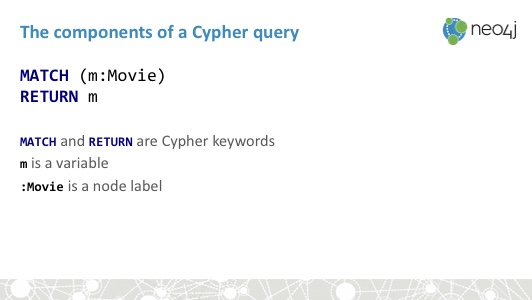 The components of a Cypher query
neo4j
MATCH (m:Movie)
RETURN m
MATCH and RETURN are Cypher keywords
m is a variable
:Movie is a node label